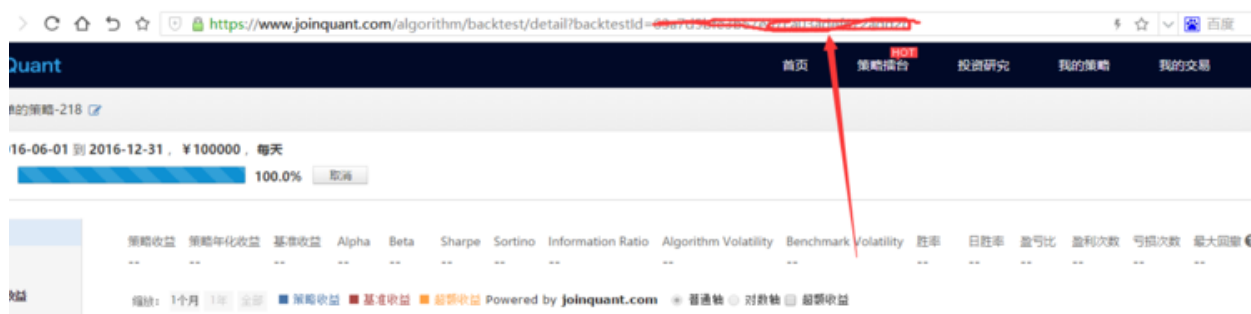 https://www.joinquant.com/algorithm/backtest/detail?backtestId=
百度
Quant
首页
策略擂台
HOT
投资研究
我的策略
我的交易
的策略-218
16-06-01 到 2016-12-31， ￥100000， 每天
100.0% 取消
策略收益 策略年化收益 基准收益 Alpha Beta Sharpe Sortino Information Ratio Algorithm Volatility Benchmark Volatility 胜率 日胜率 盈亏比 盈利次数 亏损次数 最大回撤
-- -- -- -- -- -- -- -- -- -- -- -- -- -- -- --
收益
缩放: 1个月 1年 全部 策略收益 基准收益 超额收益 Powered by joinquant.com 普通轴 对数轴 超额收益